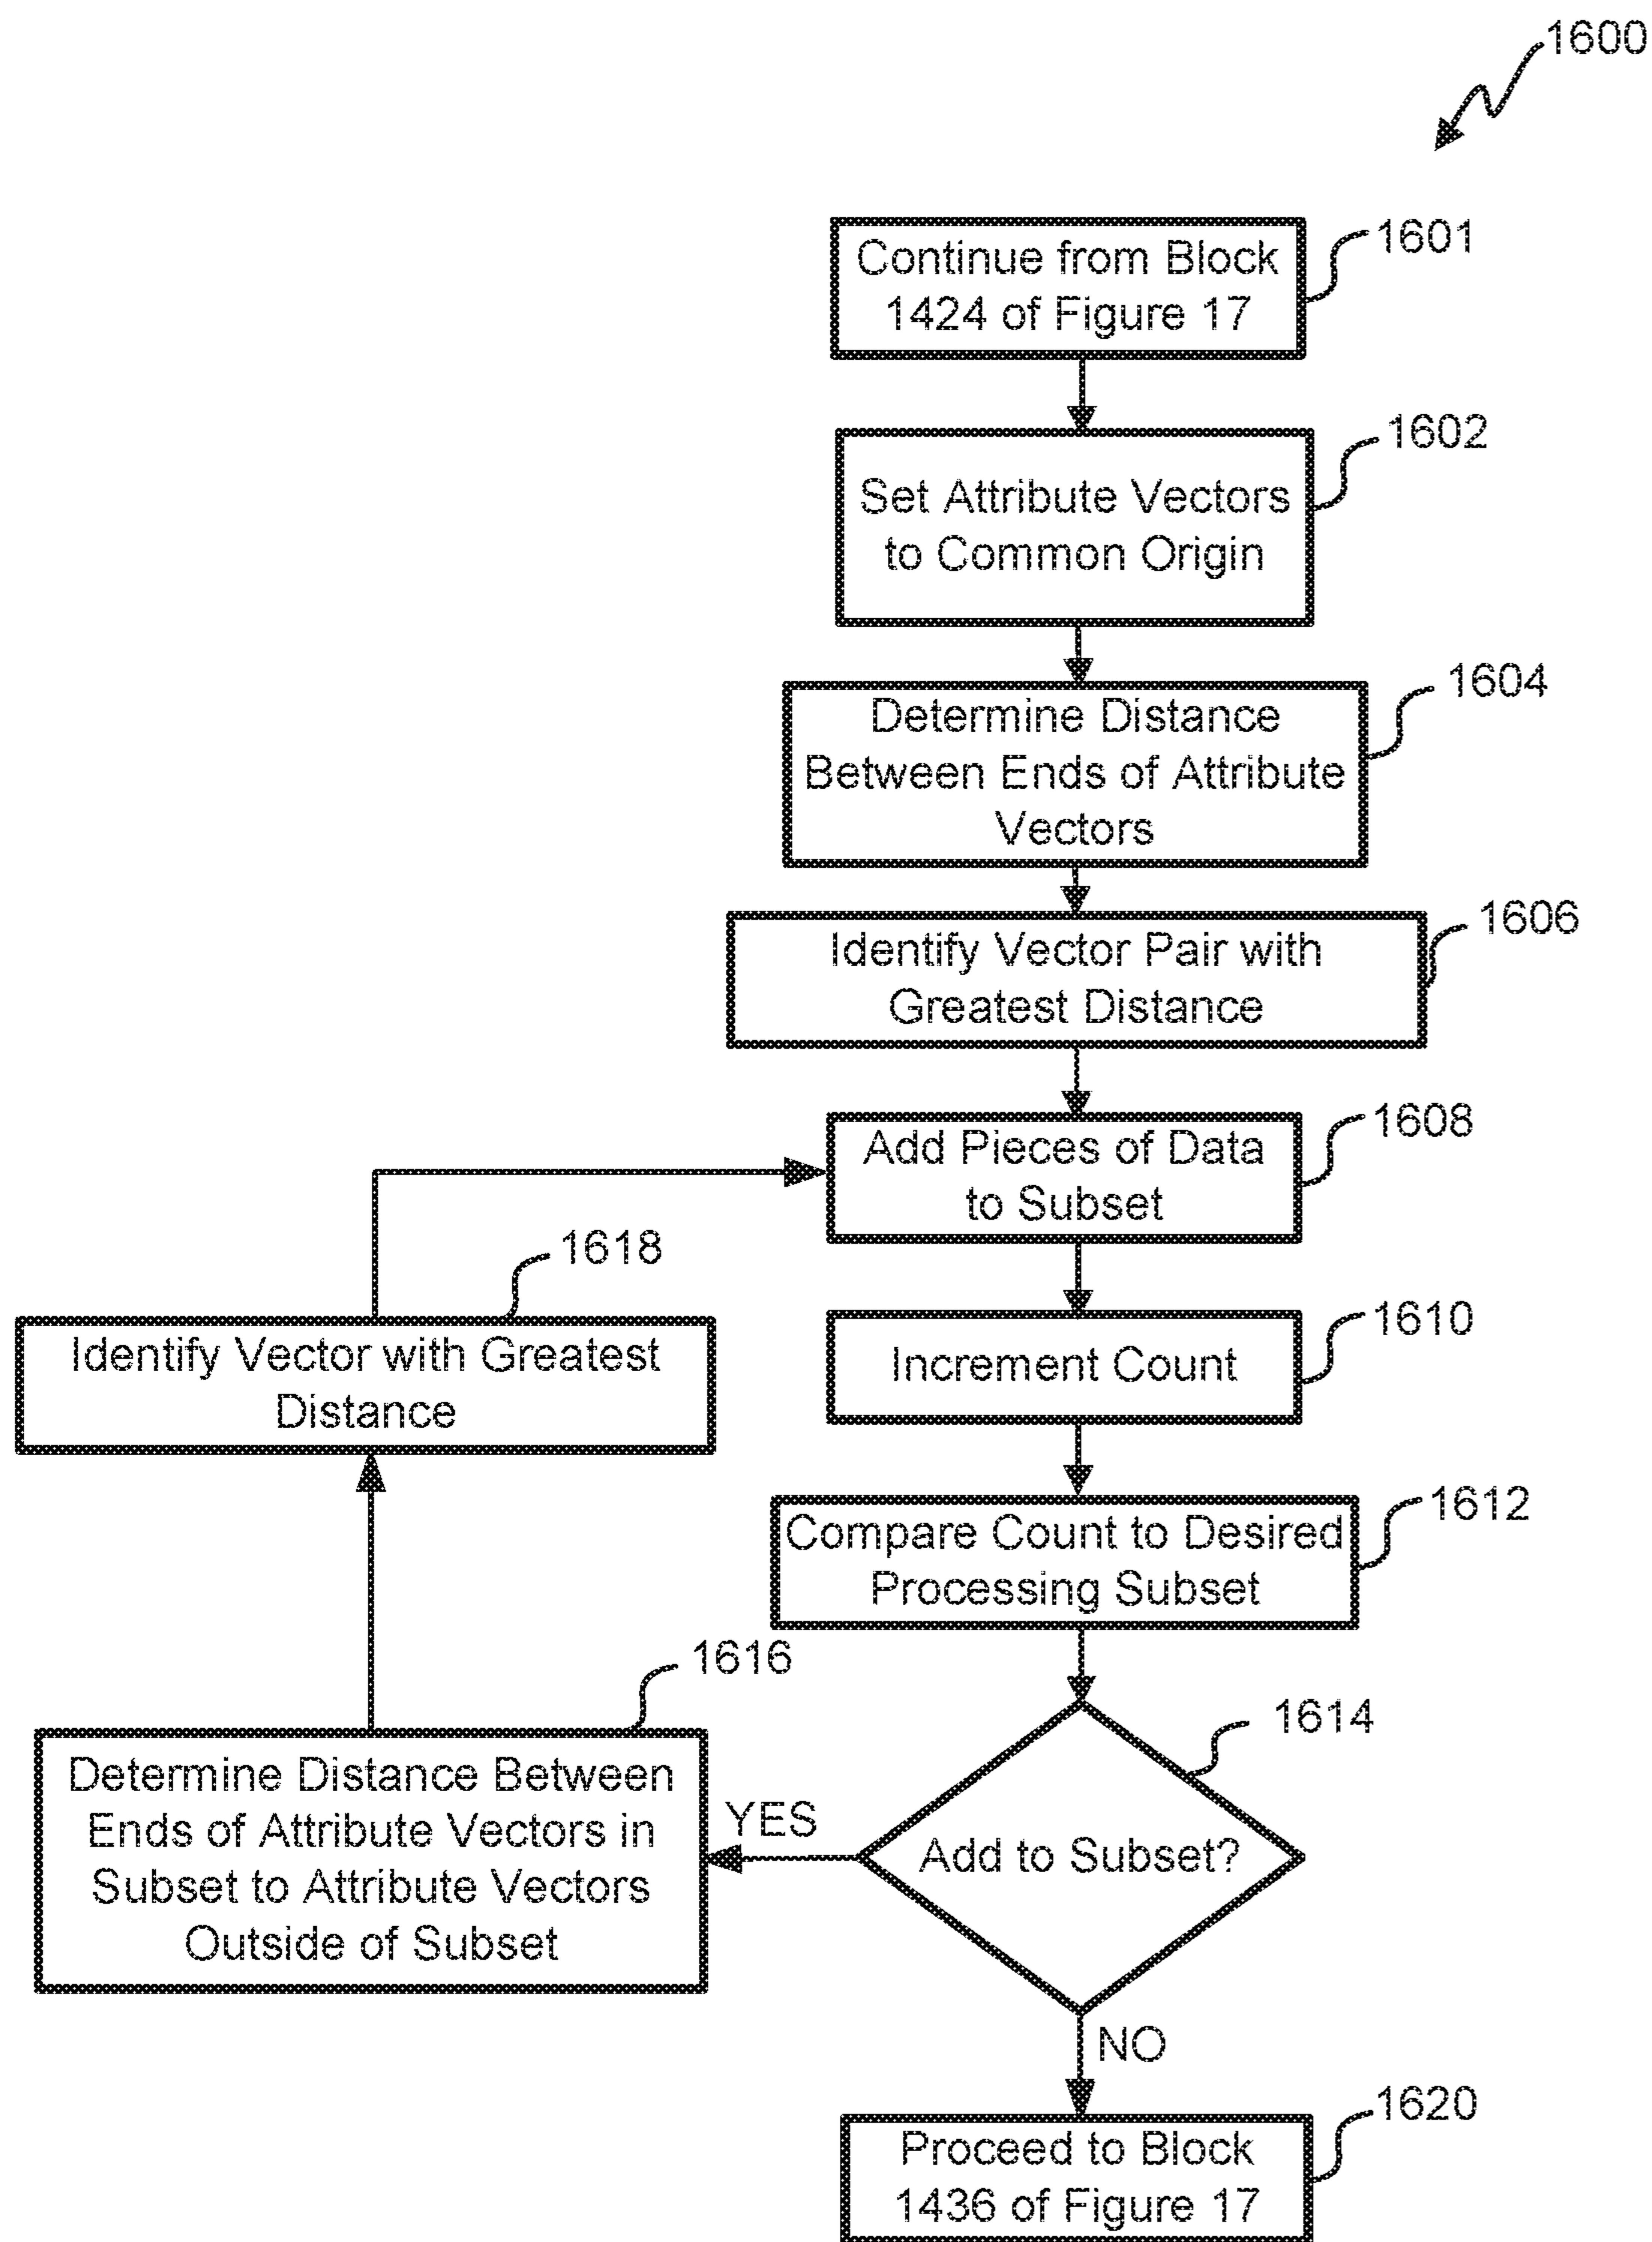 1600
Continue from Block
1424 of Figure 17
1601
Set Attribute Vectors
to Common Origin
1602
Determine Distance
Between Ends of Attribute
Vectors
1604
Identify Vector Pair with
Greatest Distance
1606
Add Pieces of Data
to Subset
1608
Increment Count
1610
Compare Count to Desired
Processing Subset
1612
Add to Subset?
1614
YES
Determine Distance Between
Ends of Attribute Vectors in
Subset to Attribute Vectors
Outside of Subset
1616
Identify Vector with Greatest
Distance
1618
NO
Proceed to Block
1436 of Figure 17
1620